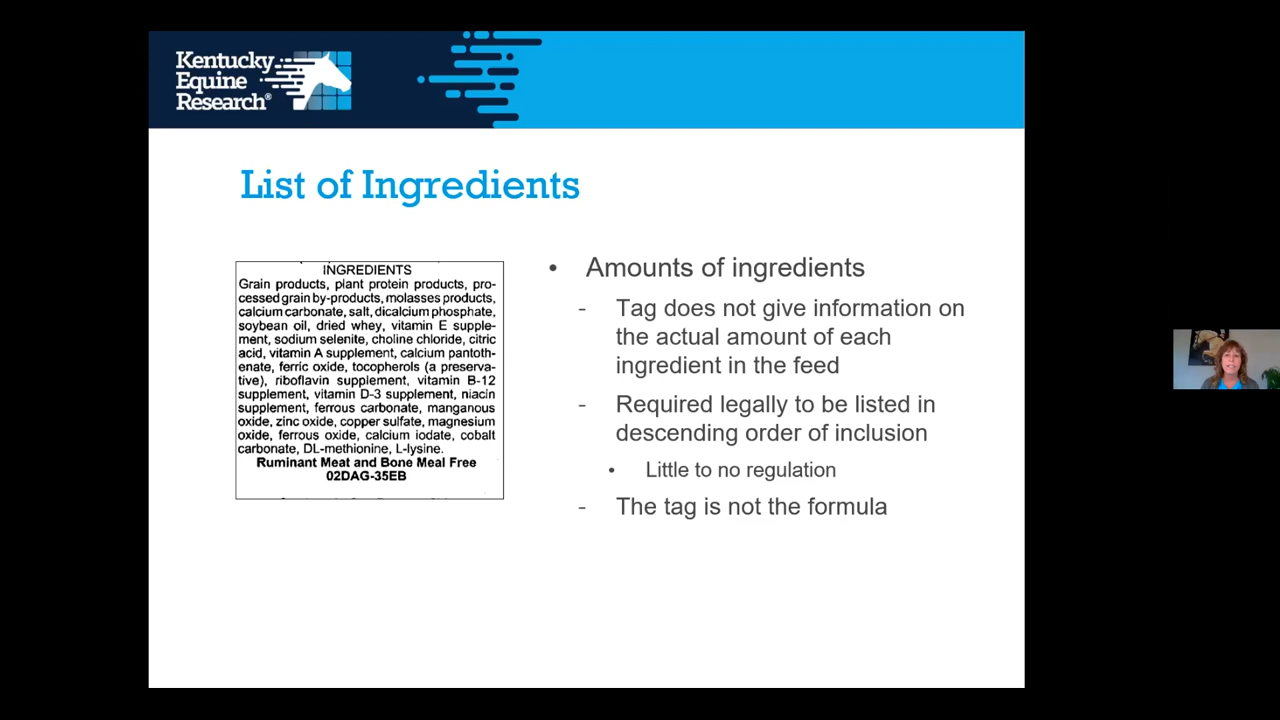 Kentucky
Equine
Research®
List of Ingredients
INGREDIENTS
Grain products, plant protein products, pro-
cessed grain by-products, molasses products,
calcium carbonate, salt, dicalcium phosphate,
soybean oil, dried whey, vitamin E supple-
ment, sodium selenite, choline chloride, citric
acid, vitamin A supplement, calcium pantoth-
enate, ferric oxide, tocopherols (a preserva-
tive), riboflavin supplement, vitamin B-12
supplement, vitamin D-3 supplement, niacin
supplement, ferrous carbonate, manganous
oxide, zinc oxide, copper sulfate, magnesium
oxide, ferrous oxide, calcium iodate, cobalt
carbonate, DL-methionine, L-lysine.
Ruminant Meat and Bone Meal Free
02DAG-35EB
• Amounts of ingredients
- Tag does not give information on
the actual amount of each
ingredient in the feed
- Required legally to be listed in
descending order of inclusion
• Little to no regulation
- The tag is not the formula